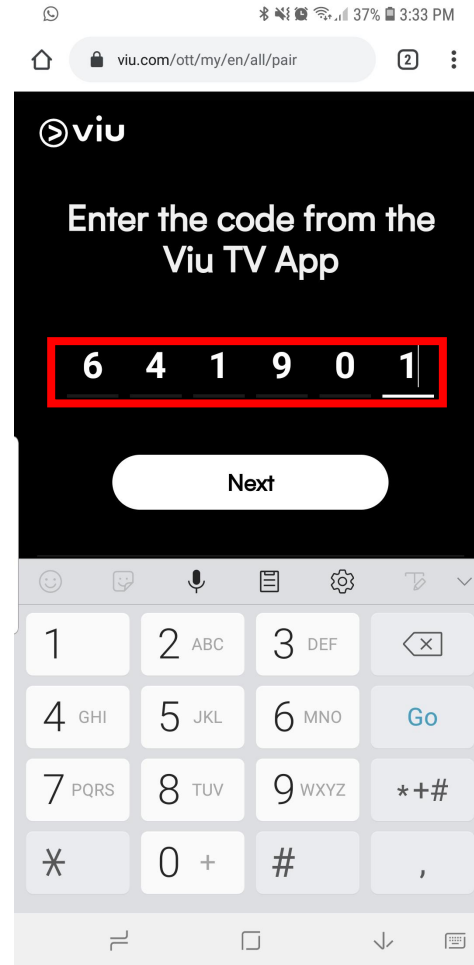 37% 3:33 PM
viu.com/ott/my/en/all/pair 2
viu
Enter the code from the
Viu TV App
6 4 1 9 0 1
Next
1 2 ABC 3 DEF
4 GHI 5 JKL 6 MNO Go
7 PQRS 8 TUV 9 WXYZ *+#
* 0 + # ,